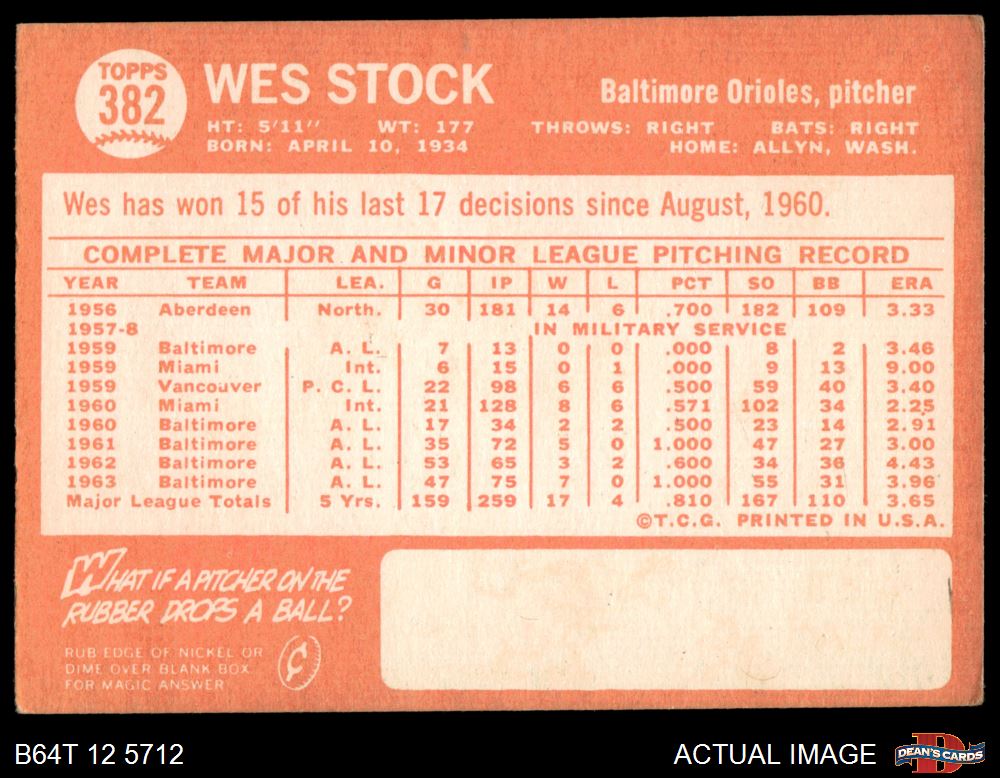 TOPPS
382
WES STOCK
Baltimore Orioles, pitcher
HT: 5'11" WT: 177 THROWS: RIGHT BATS: RIGHT
BORN: APRIL 10, 1934 HOME: ALLYN, WASH.
Wes has won 15 of his last 17 decisions since August, 1960.
COMPLETE MAJOR AND MINOR LEAGUE PITCHING RECORD
YEAR TEAM LEA. G IP W L PCT SO BB ERA
1956 Aberdeen North. 30 181 14 6 .700 182 109 3.33
1957-8 IN MILITARY SERVICE
1959 Baltimore A. L. 7 13 0 0 .000 8 2 3.46
1959 Miami Int. 6 15 0 1 .000 9 13 9.00
1959 Vancouver P. C. L. 22 98 6 6 .500 59 40 3.40
1960 Miami Int. 21 128 8 6 .571 102 34 2.25
1960 Baltimore A. L. 17 34 2 2 .500 23 14 2.91
1961 Baltimore A. L. 35 72 5 0 1.000 47 27 3.00
1962 Baltimore A. L. 53 65 3 2 .600 34 36 4.43
1963 Baltimore A. L. 47 75 7 0 1.000 55 31 3.96
Major League Totals 5 Yrs. 159 259 17 4 .810 167 110 3.65
©T.C.G. PRINTED IN U.S.A.
WHAT IF A PITCHER ON THE
RUBBER DROPS A BALL?
RUB EDGE OF NICKEL OR
DIME OVER BLANK BOX
FOR MAGIC ANSWER
¢
B64T 12 5712
ACTUAL IMAGE
DEAN'S CARDS